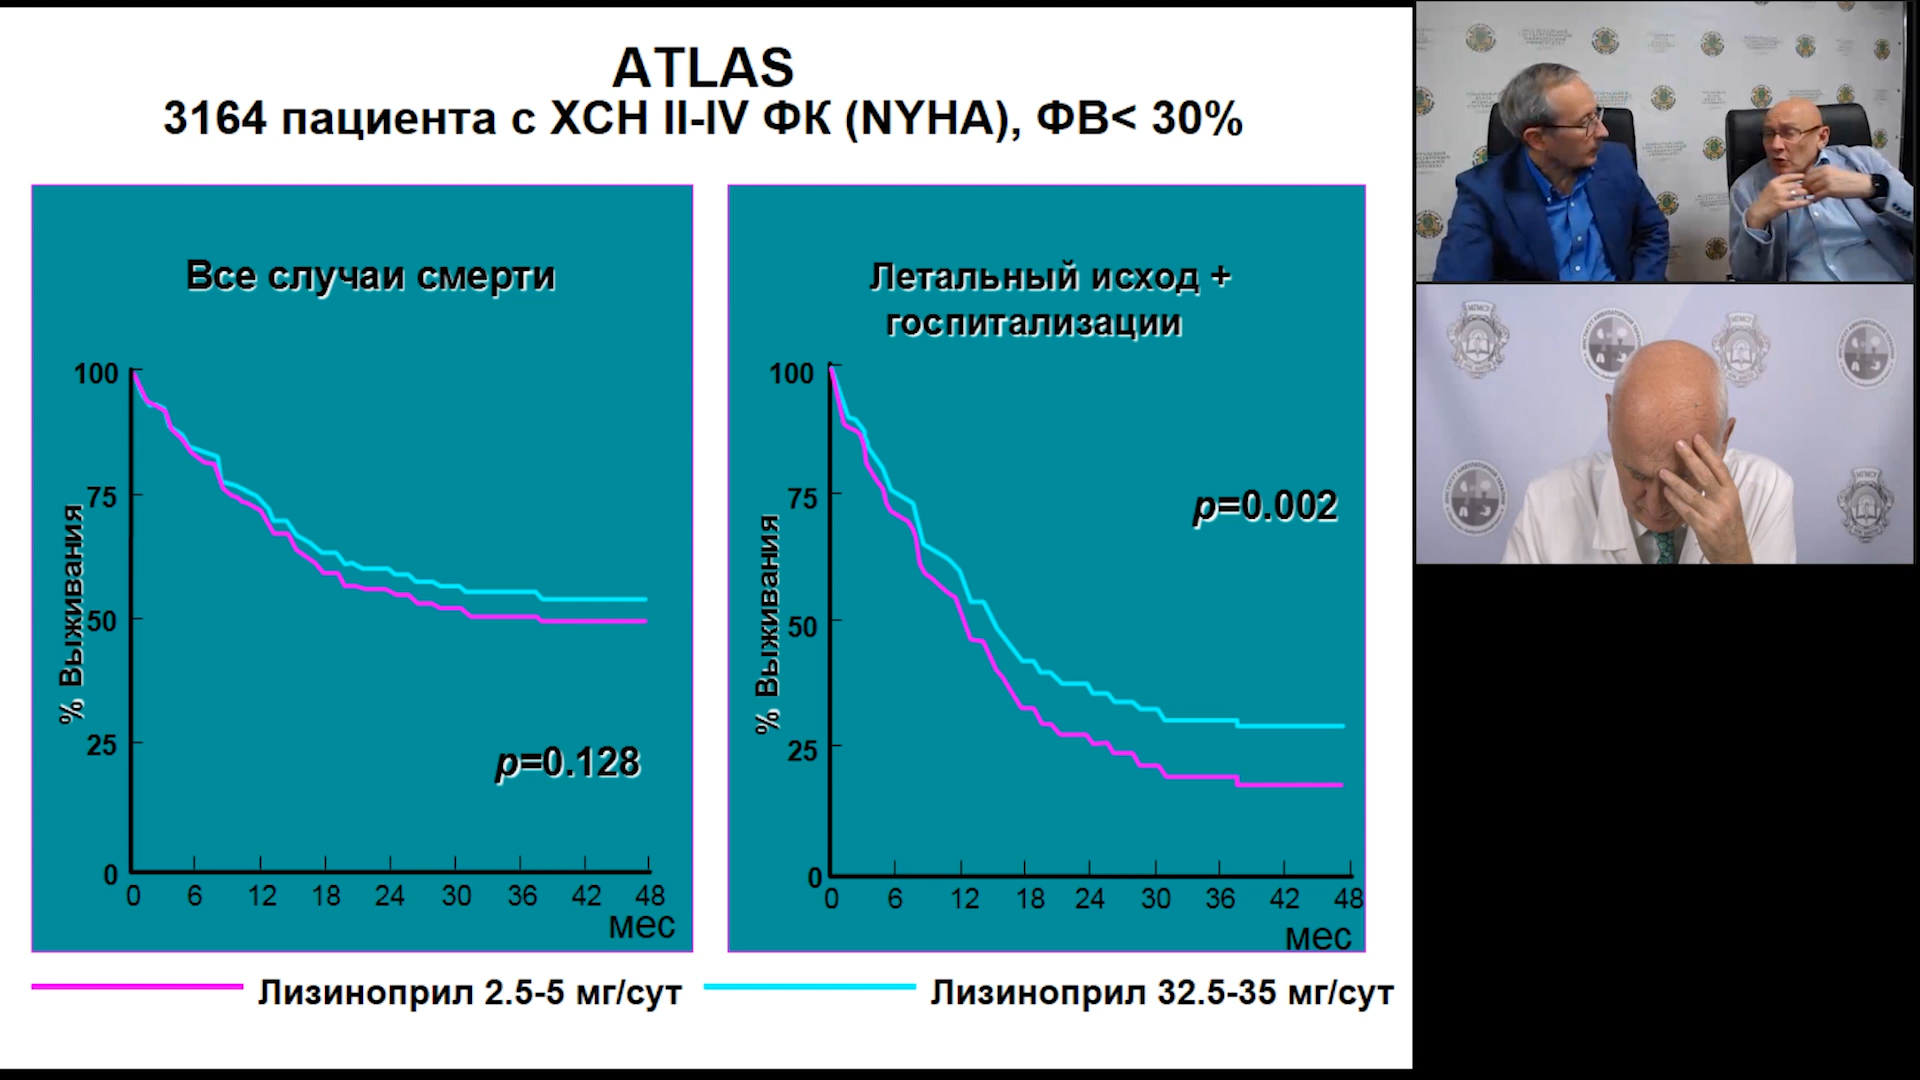 ATLAS
3164 пациента с ХСН II-IV ФК (NYHA), ФВ< 30%
Все случаи смерти
% Выживания
100
75
50
25
0
0 6 12 18 24 30 36 42 48
мес
p=0.128
Летальный исход +
госпитализации
% Выживания
100
75
50
25
0
0 6 12 18 24 30 36 42 48
мес
p=0.002
Лизиноприл 2.5-5 мг/сут
Лизиноприл 32.5-35 мг/сут